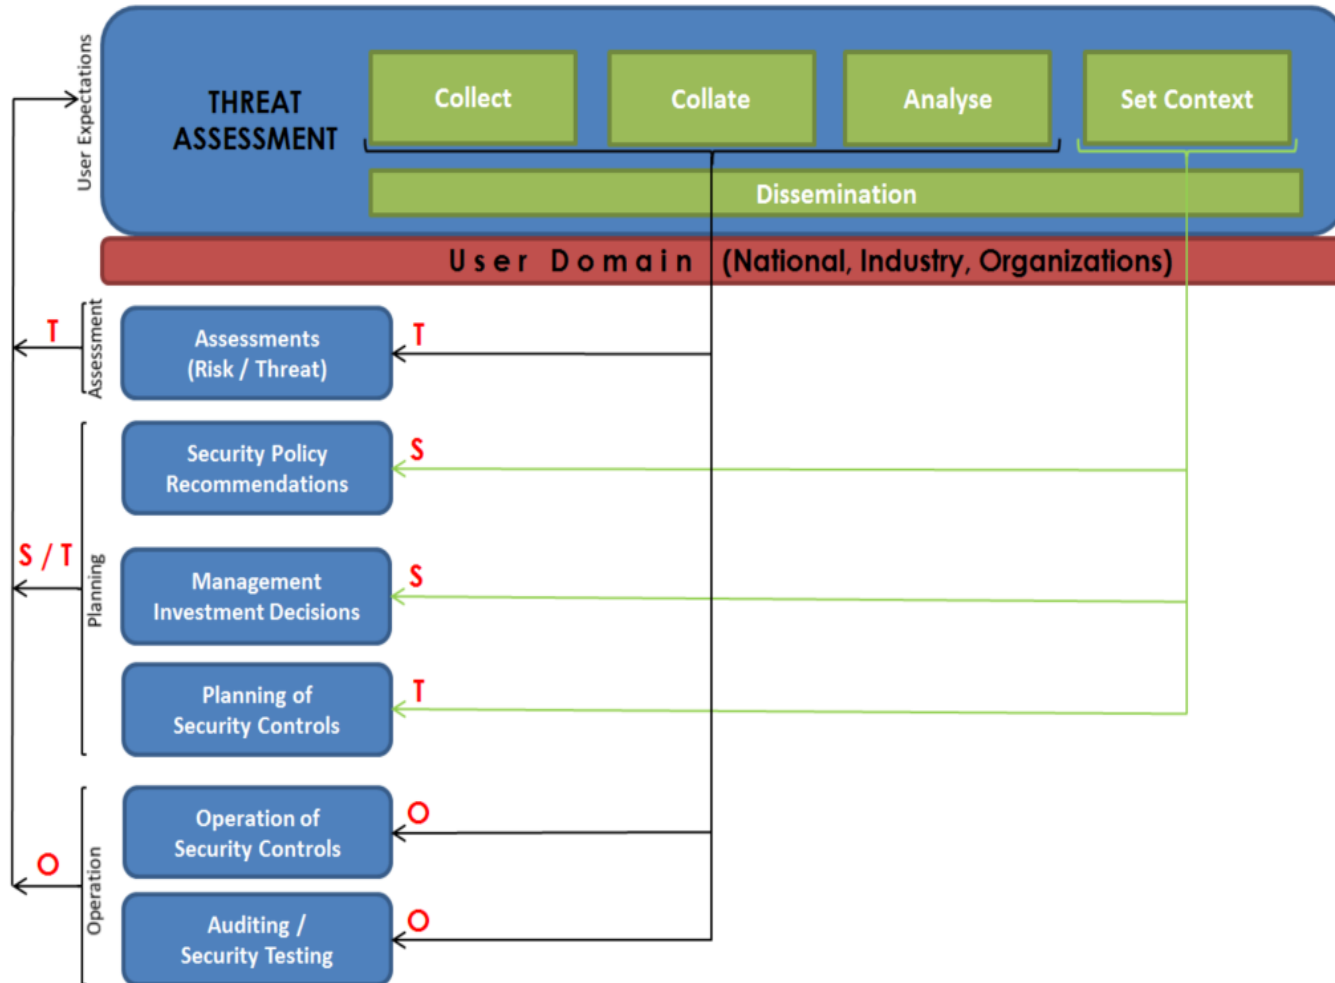 User Expectations
THREAT
ASSESSMENT
Collect
Collate
Analyse
Set Context
Dissemination
User Domain (National, Industry, Organizations)
Assessment
T
Assessments
(Risk / Threat)
T
Planning
S / T
Security Policy
Recommendations
S
Management
Investment Decisions
S
Planning of
Security Controls
T
Operation
O
Operation of
Security Controls
O
Auditing /
Security Testing
O